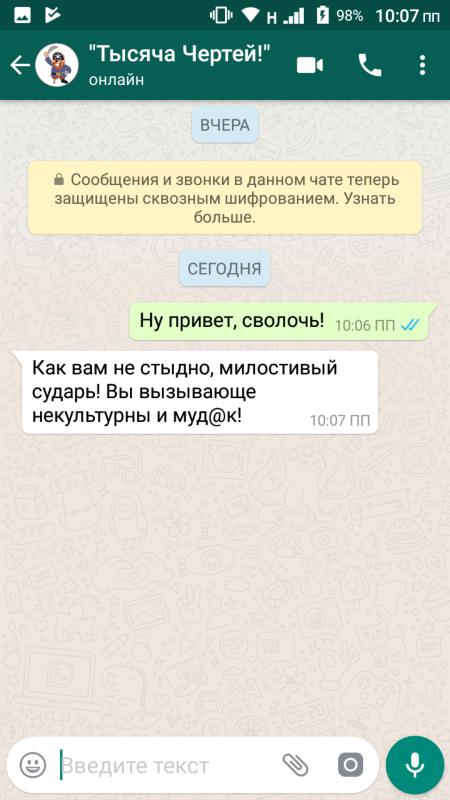 Н 98% 10:07 пп
"Тысяча Чертей!"
онлайн
ВЧЕРА
Сообщения и звонки в данном чате теперь
защищены сквозным шифрованием. Узнать
больше.
СЕГОДНЯ
Ну привет, сволочь! 10:06 ПП
Как вам не стыдно, милостивый
сударь! Вы вызывающе
некультурны и муд@к! 10:07 ПП
Введите текст